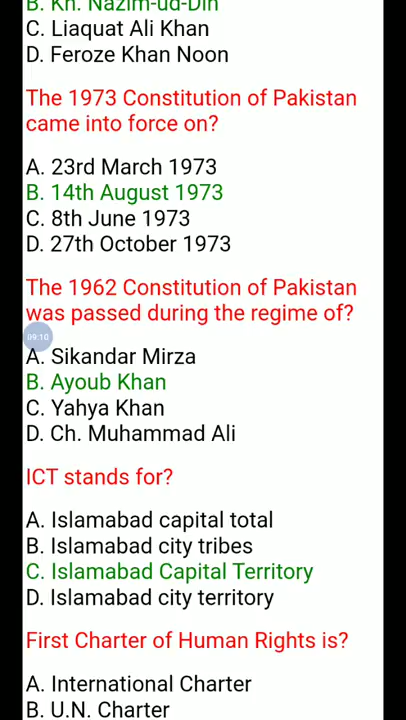 B. Kh. Nazim-ud-Din
C. Liaquat Ali Khan
D. Feroze Khan Noon
The 1973 Constitution of Pakistan
came into force on?
A. 23rd March 1973
B. 14th August 1973
C. 8th June 1973
D. 27th October 1973
The 1962 Constitution of Pakistan
was passed during the regime of?
09:10
A. Sikandar Mirza
B. Ayoub Khan
C. Yahya Khan
D. Ch. Muhammad Ali
ICT stands for?
A. Islamabad capital total
B. Islamabad city tribes
C. Islamabad Capital Territory
D. Islamabad city territory
First Charter of Human Rights is?
A. International Charter
B. U.N. Charter